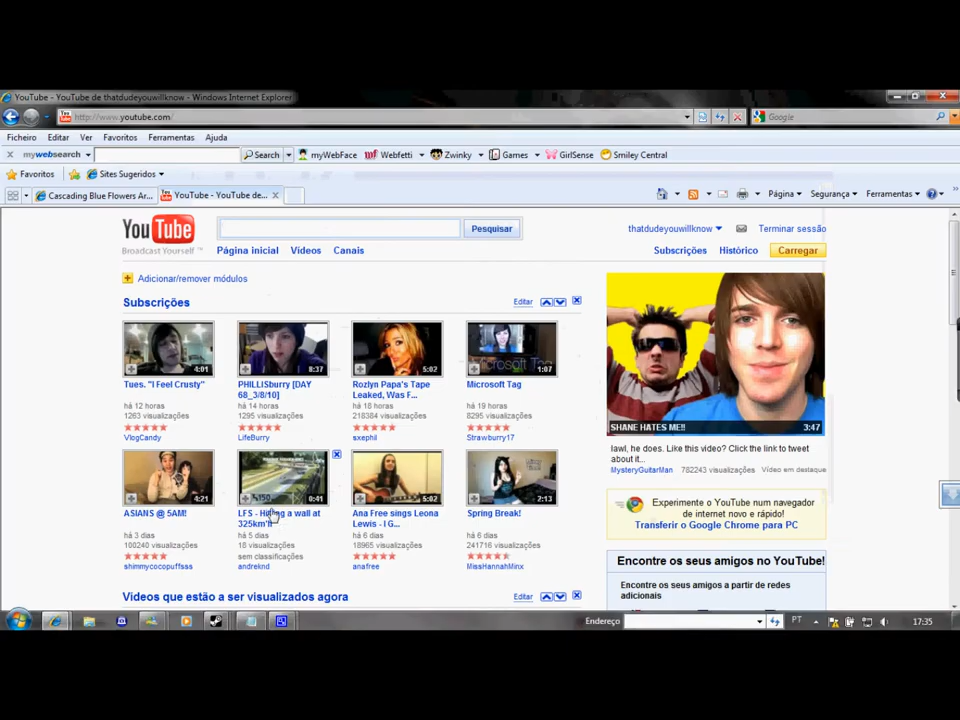 YouTube - YouTube de thatdudeyouwillknow - Windows Internet Explorer
http://www.youtube.com/
Google
Ficheiro Editar Ver Favoritos Ferramentas Ajuda
mywebsearch Search myWebFace Webfetti Zwinky Games GirlSense Smiley Central
Favoritos Sites Sugeridos
Cascading Blue Flowers Ar... YouTube - YouTube de... Página Segurança Ferramentas
YouTube Pesquisar thatdudeyouwillknow Terminar sessão
Broadcast Yourself™ Página inicial Vídeos Canais Subscrições Histórico Carregar
Adicionar/remover módulos
Subscrições Editar
4:01 8:37 5:02 Microsoft Tag 1:07
Tues. "I Feel Crusty" PHILLISburry [DAY Rozlyn Papa's Tape Microsoft Tag
68_3/8/10] Leaked, Was F...
há 12 horas há 14 horas há 18 horas há 19 horas
1263 visualizações 1295 visualizações 218384 visualizações 8295 visualizações
VlogCandy LifeBurry sxephil Strawburry17
SHANE HATES ME!! 3:47
lawl, he does. Like this video? Click the link to tweet
about it...
MysteryGuitarMan 782243 visualizações Vídeo em destaque
4:21 0:41 5:02 2:13
ASIANS @ 5AM! LFS - Hitting a wall at Ana Free sings Leona Spring Break!
325km'h Lewis - I G...
há 3 dias há 5 dias há 6 dias há 6 dias
100240 visualizações 18 visualizações 18965 visualizações 241716 visualizações
sem classificações
shimmycocopuffsss andreknd anafree MissHannahMinx
Experimente o YouTube num navegador
de internet novo e rápido!
Transferir o Google Chrome para PC
Encontre os seus amigos no YouTube!
Encontre os seus amigos a partir de redes
adicionais
Vídeos que estão a ser visualizados agora Editar
Endereço PT 17:35